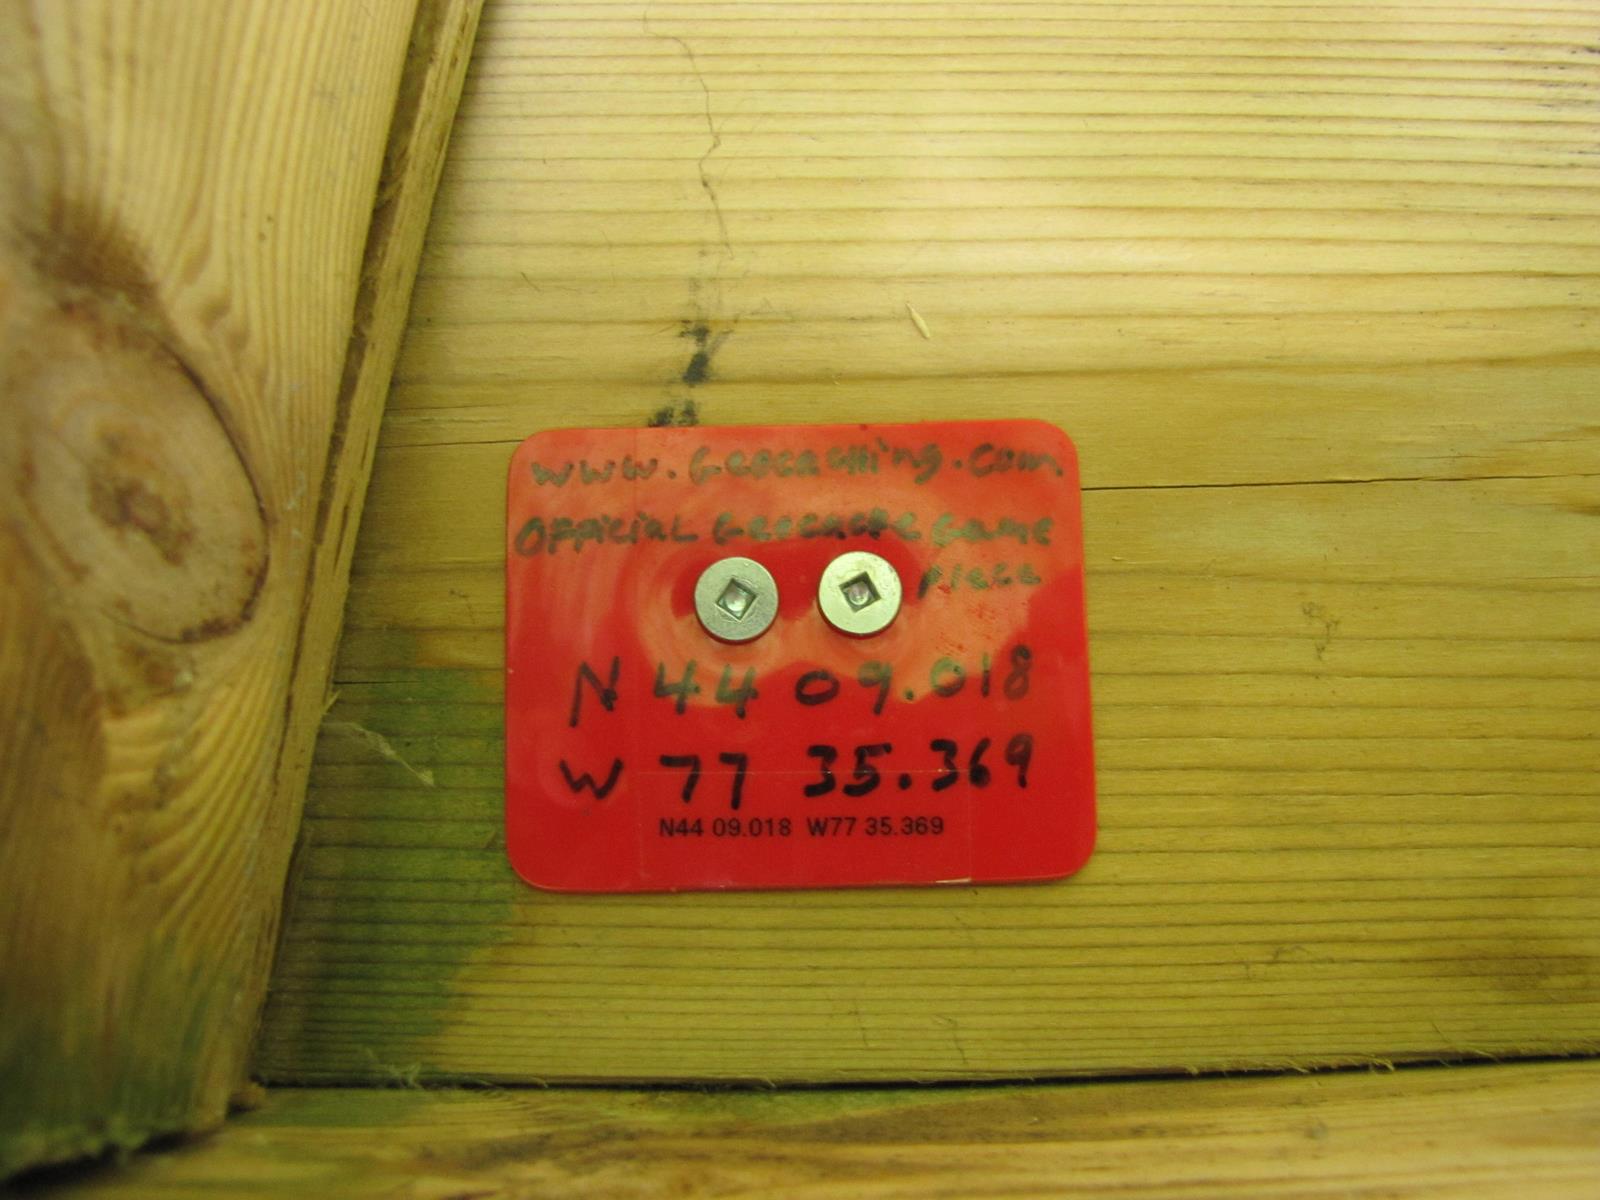 www.Geocaching.com
OFFICIAL Geocache Game
Piece
N 44 09.018
W 77 35.369
N44 09.018 W77 35.369